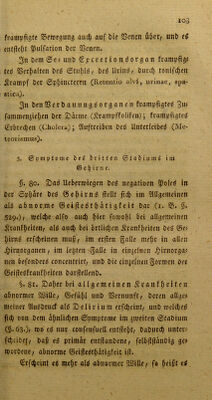 103
krampfigte Bewegung auch auf die Venen über, und es
entsteht Pulsation der Venen.
In dem Se- und Excretionsorgan krampfig-
tes Verhalten des Stuhls, des Urins, durch tonischen
Krampf der Sphincteren (Retentio alvi, urinae, spa-
stica).
In den Verdauungsorganen krampfigtes Zu-
sammenziehen der Därme (Krampfkoliken); krampfigtes
Erbrechen (Cholera); Auftreiben des Unterleibes (Me-
teorismus).
3. Symptome des dritten Stadiums im
Gehirne.
§. 80. Das Ueberwiegen des negativen Poles in
der Sphäre des Gehirns stellt sich im Allgemeinen
als abnorme Geistesthätigkeit dar (1. B. §.
529.); welche also auch hier sowohl bei allgemeinen
Krankheiten, als auch bei örtlichen Krankheiten des Ge-
hirns erscheinen muß, im ersten Falle mehr in allen
Hirnorganen, im letzten Falle in einzelnen Hirnorga-
nen besonders concentrirt, und die einzelnen Formen der
Geisteskrankheiten darstellend.
§. 81. Daher bei allgemeinen Krankheiten
abnormer Wille, Gefühl und Vernunft, deren allge-
meiner Ausdruck als Delirium erscheint, und welches
sich von dem ähnlichen Symptome im zweiten Stadium
(§. 63.), wo es nur consensuell entsteht, dadurch unter-
scheidet, daß es primär entstandene, selbstständig ge-
wordene, abnorme Geistesthätigkeit ist.
Erscheint es mehr als abnormer Wille, so heißt es